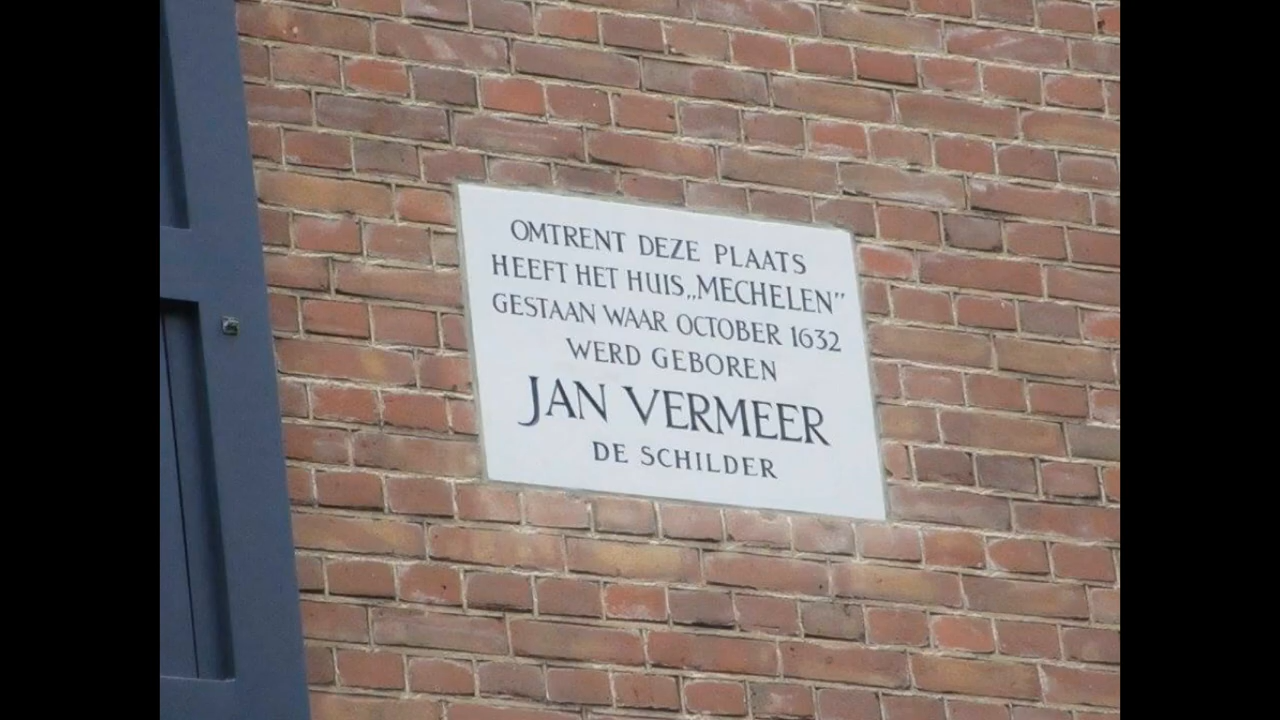 OMTRENT DEZE PLAATS
HEEFT HET HUIS „MECHELEN”
GESTAAN WAAR OCTOBER 1632
WERD GEBOREN
JAN VERMEER
DE SCHILDER